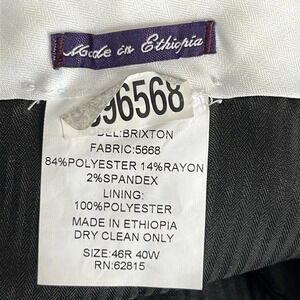 Made in Ethiopia
96568
MODEL:BRIXTON
FABRIC:5668
84%POLYESTER 14%RAYON
2%SPANDEX
LINING:
100%POLYESTER
MADE IN ETHIOPIA
DRY CLEAN ONLY
SIZE:46R 40W
RN:62815